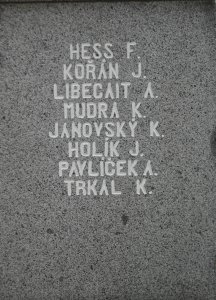 HESS F.
KOŘÁN J.
LIBECAIT A.
MUDRA K.
JANOVSKÝ K.
HOLÍK J.
PAVLÍČEK A.
TRKAL K.